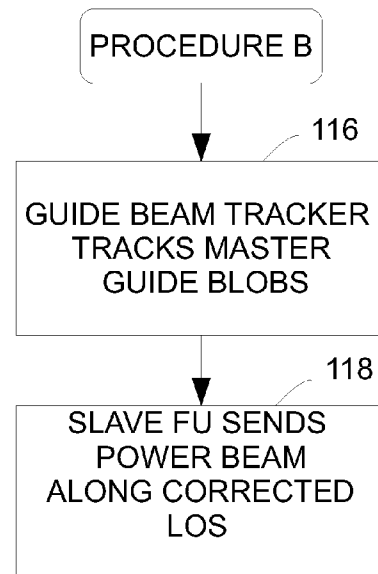 PROCEDURE B
116
GUIDE BEAM TRACKER
TRACKS MASTER
GUIDE BLOBS
118
SLAVE FU SENDS
POWER BEAM
ALONG CORRECTED
LOS